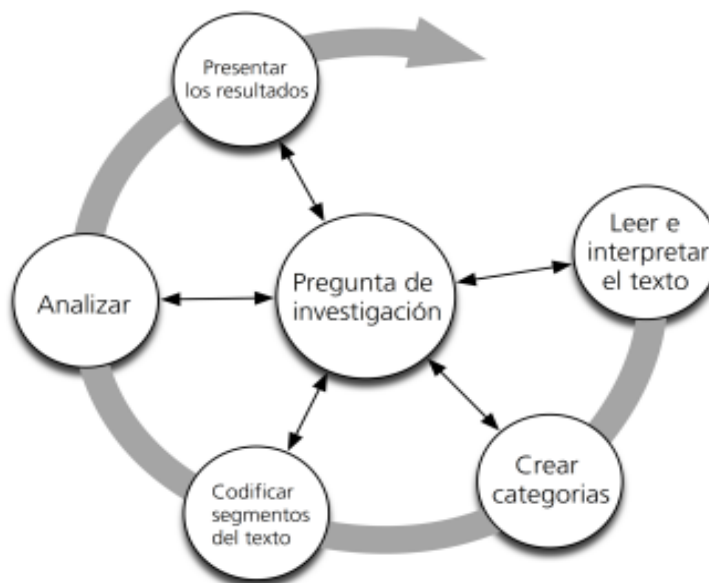 Presentar
los resultados
Leer e
interpretar
el texto
Pregunta de
investigación
Analizar
Crear
categorias
Codificar
segmentos
del texto